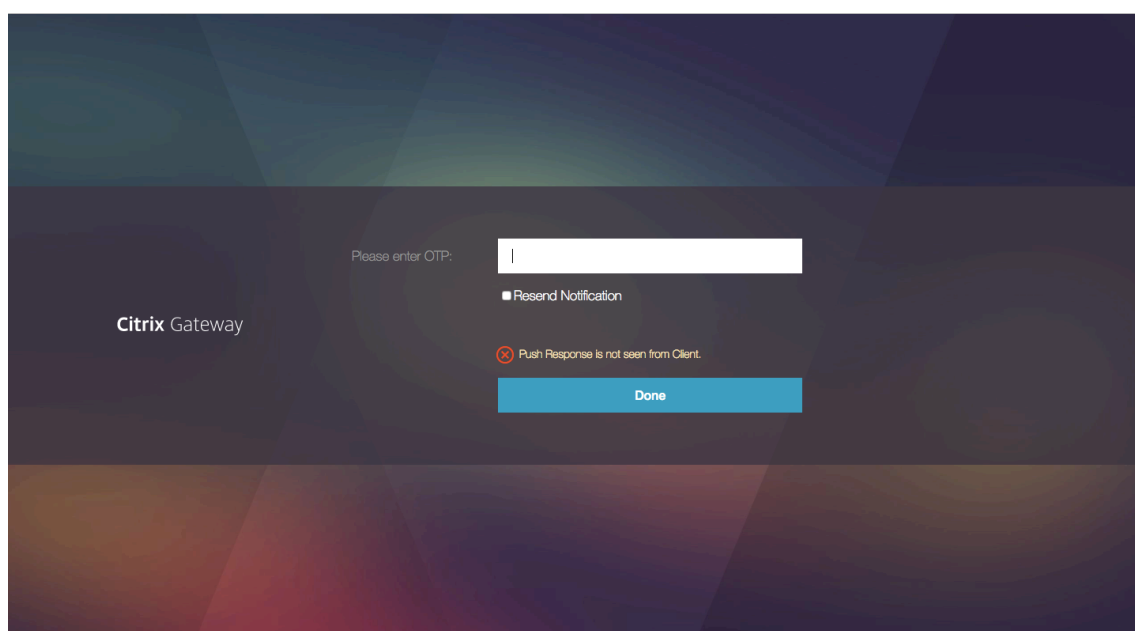 Please enter OTP:
Resend Notification
Citrix Gateway
Push Response is not seen from Client.
Done